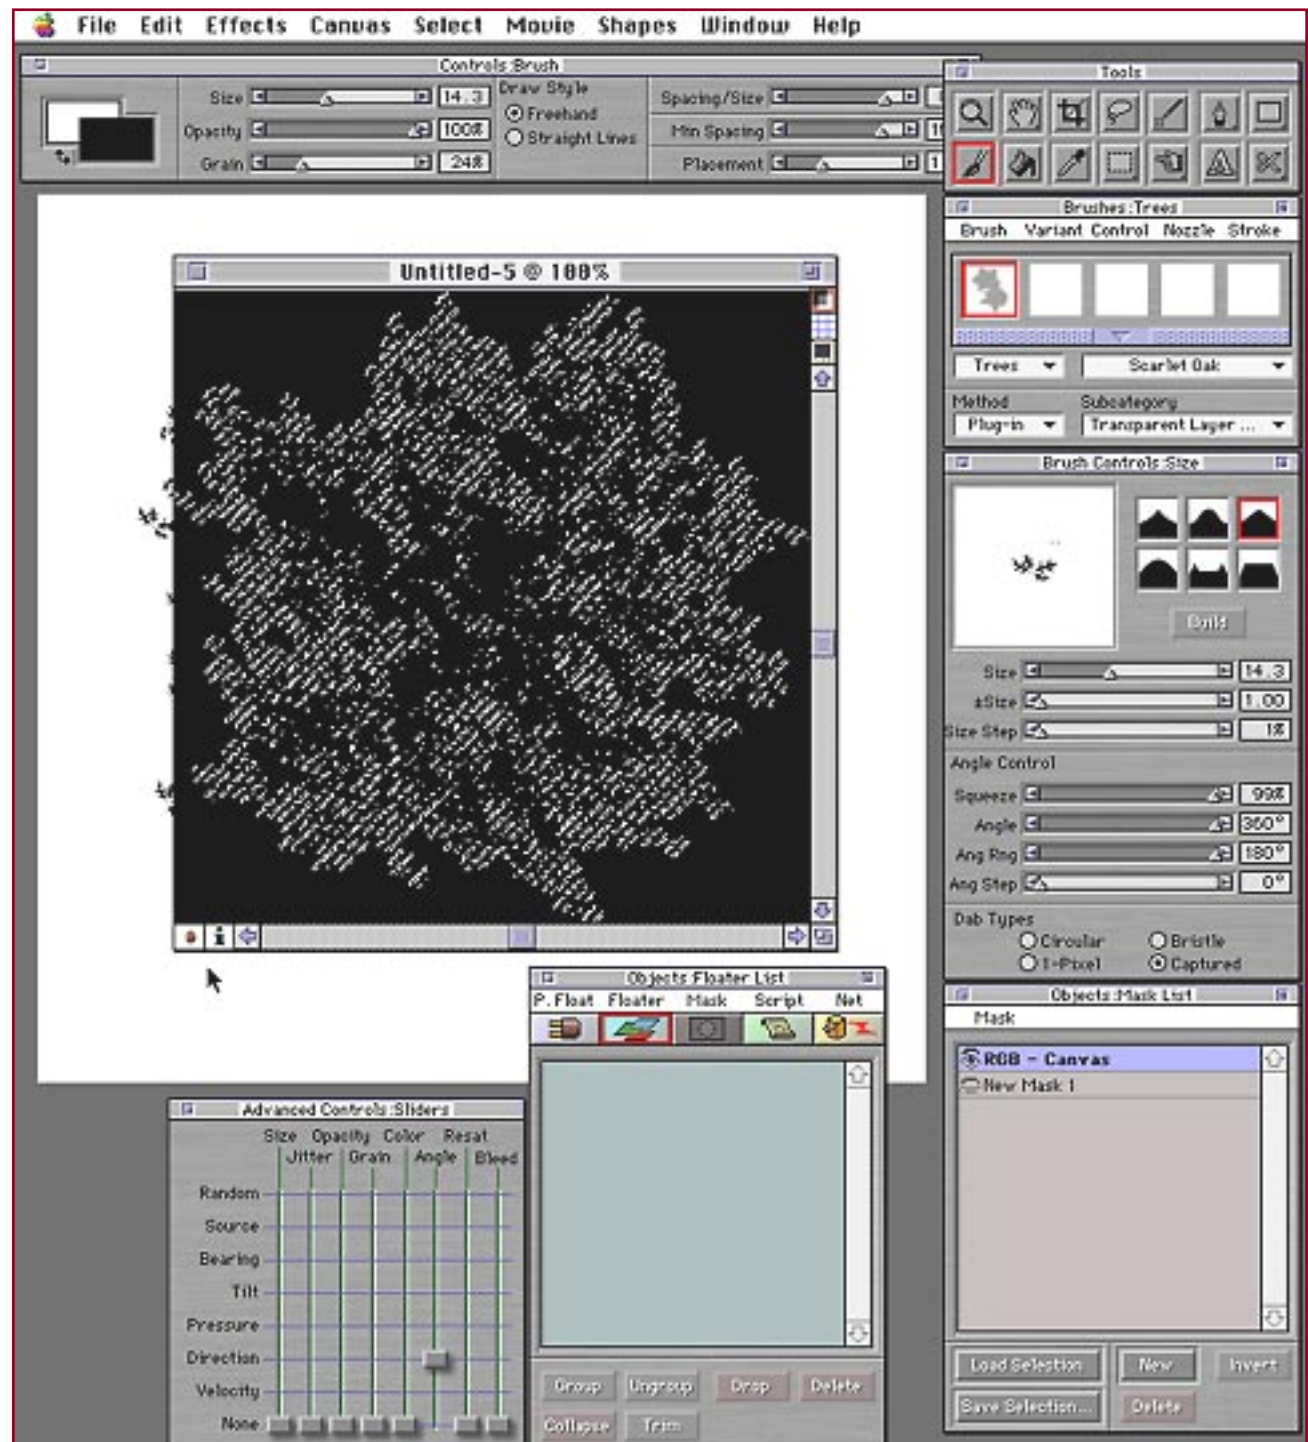 File Edit Effects Canvas Select Movie Shapes Window Help
Controls:Brush
Size 14.3
Opacity 100%
Grain 24%
Draw Style
Freehand
Straight Lines
Spacing/Size
Min Spacing
Placement
Tools
Brushes:Trees
Brush Variant Control Nozzle Stroke
Trees Scarlet Oak
Method Subcategory
Plug-in Transparent Layer ...
Untitled-5 @ 100%
Brush Controls:Size
Build
Size 14.3
±Size 1.00
Size Step 1%
Angle Control
Squeeze 99%
Angle 360°
Ang Rng 180°
Ang Step 0°
Dab Types
Circular Bristle
1-Pixel Captured
Objects:Floater List
P. Float Floater Mask Script Net
Group Ungroup Drop Delete
Collapse Trim
Objects:Mask List
Mask
RGB - Canvas
New Mask 1
Load Selection New Invert
Save Selection... Delete
Advanced Controls:Sliders
Size Opacity Color Resat
Jitter Grain Angle Bleed
Random
Source
Bearing
Tilt
Pressure
Direction
Velocity
None